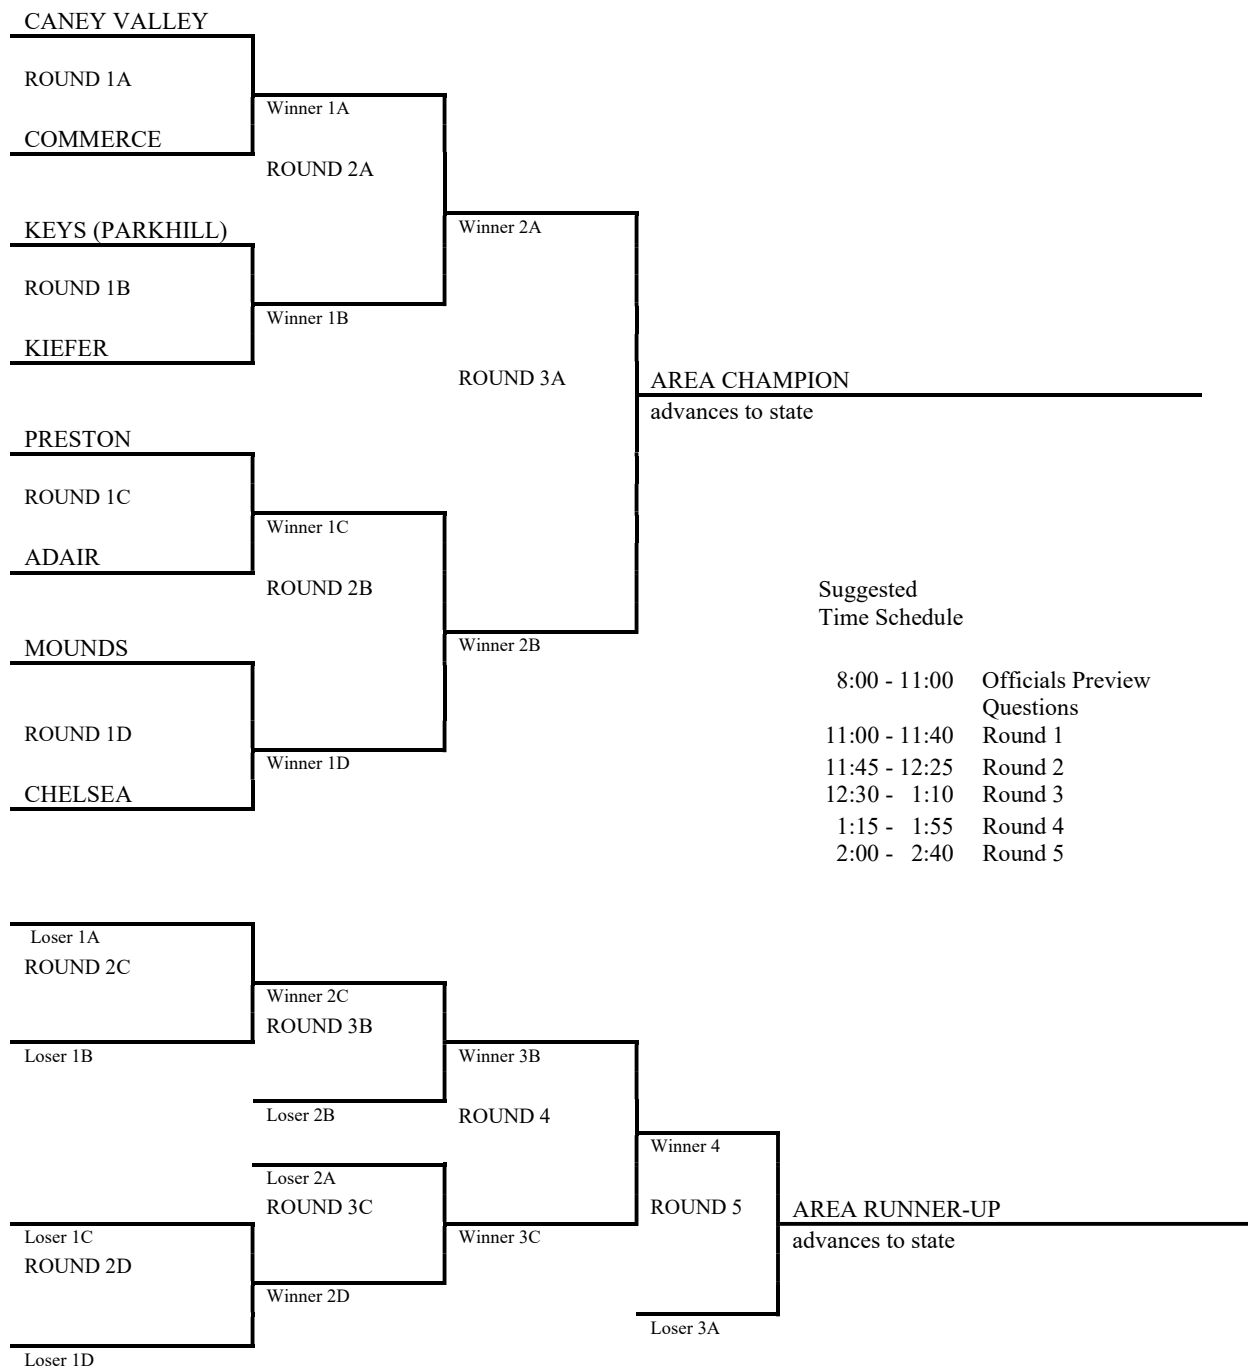 CANEY VALLEY
ROUND 1A
Winner 1A
COMMERCE
ROUND 2A
KEYS (PARKHILL)
Winner 2A
ROUND 1B
Winner 1B
KIEFER
ROUND 3A
AREA CHAMPION
advances to state
PRESTON
ROUND 1C
Winner 1C
ADAIR
ROUND 2B
MOUNDS
Winner 2B
ROUND 1D
Winner 1D
CHELSEA
Suggested
Time Schedule
8:00 - 11:00 Officials Preview
Questions
11:00 - 11:40 Round 1
11:45 - 12:25 Round 2
12:30 - 1:10 Round 3
1:15 - 1:55 Round 4
2:00 - 2:40 Round 5
Loser 1A
ROUND 2C
Winner 2C
ROUND 3B
Loser 1B
Winner 3B
Loser 2B
ROUND 4
Winner 4
Loser 2A
ROUND 3C
ROUND 5
AREA RUNNER-UP
advances to state
Loser 1C
Winner 3C
ROUND 2D
Winner 2D
Loser 3A
Loser 1D